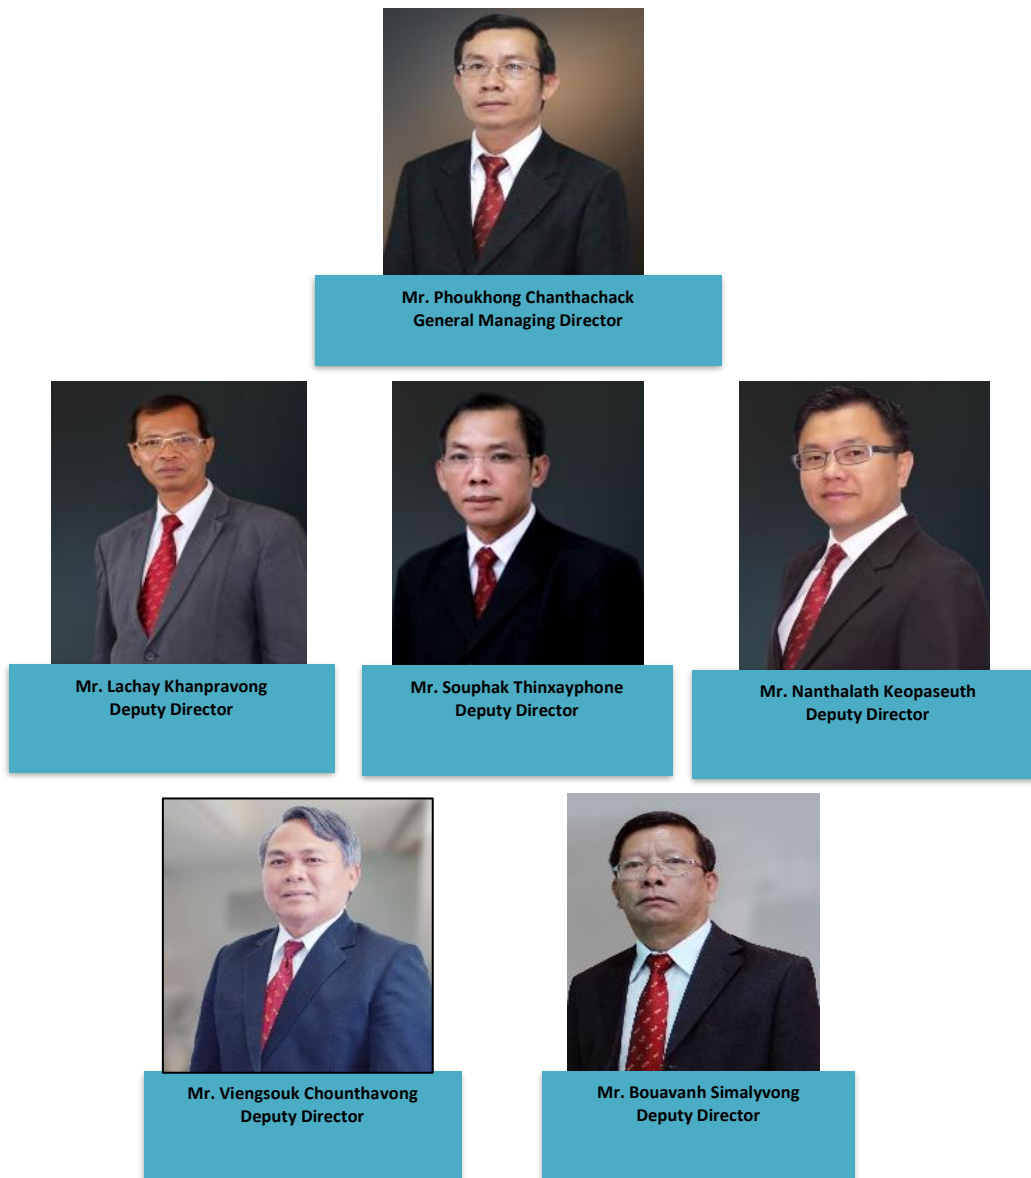 Mr. Phoukhong Chanthachack
General Managing Director
Mr. Lachay Khanpravong
Deputy Director
Mr. Souphak Thinxayphone
Deputy Director
Mr. Nanthalath Keopaseuth
Deputy Director
Mr. Viengsouk Chounthavong
Deputy Director
Mr. Bouavanh Simalyvong
Deputy Director